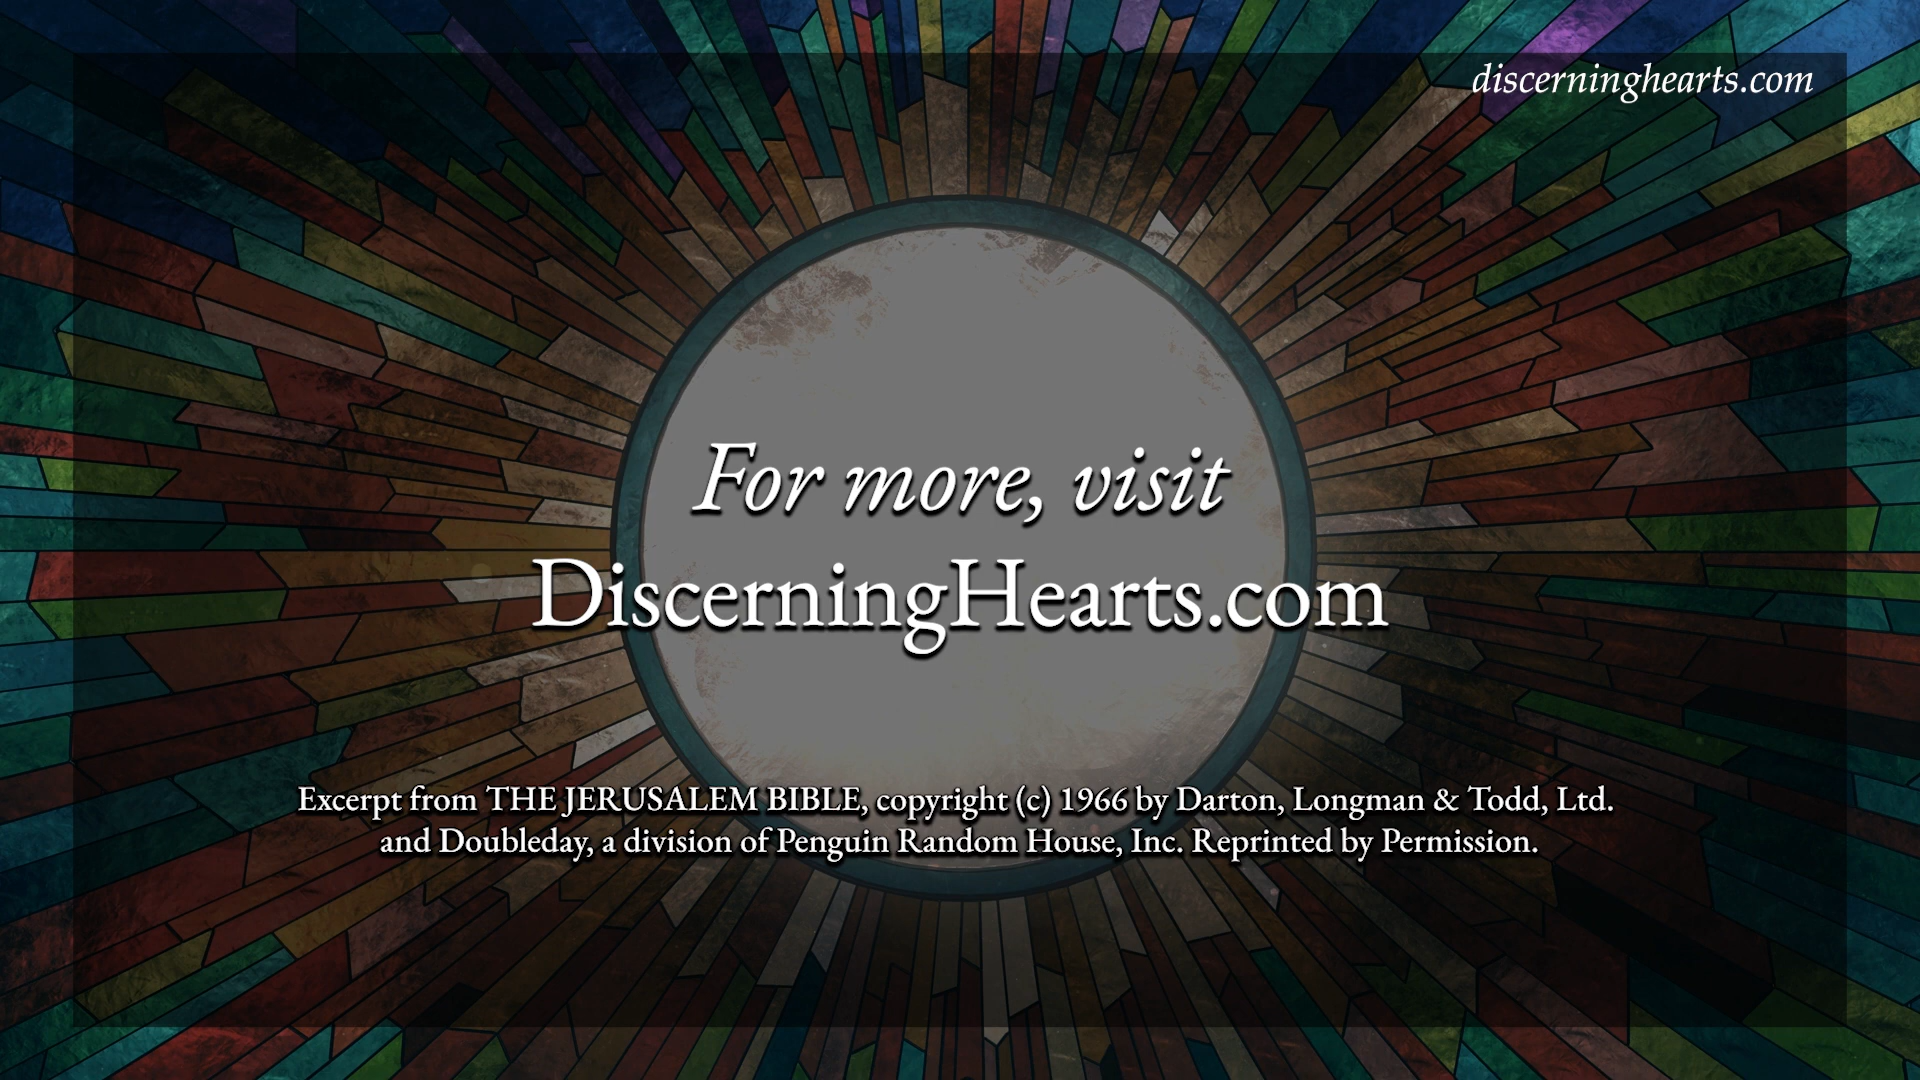 discerninghearts.com
For more, visit
DiscerningHearts.com
Excerpt from THE JERUSALEM BIBLE, copyright (c) 1966 by Darton, Longman & Todd, Ltd.
and Doubleday, a division of Penguin Random House, Inc. Reprinted by Permission.